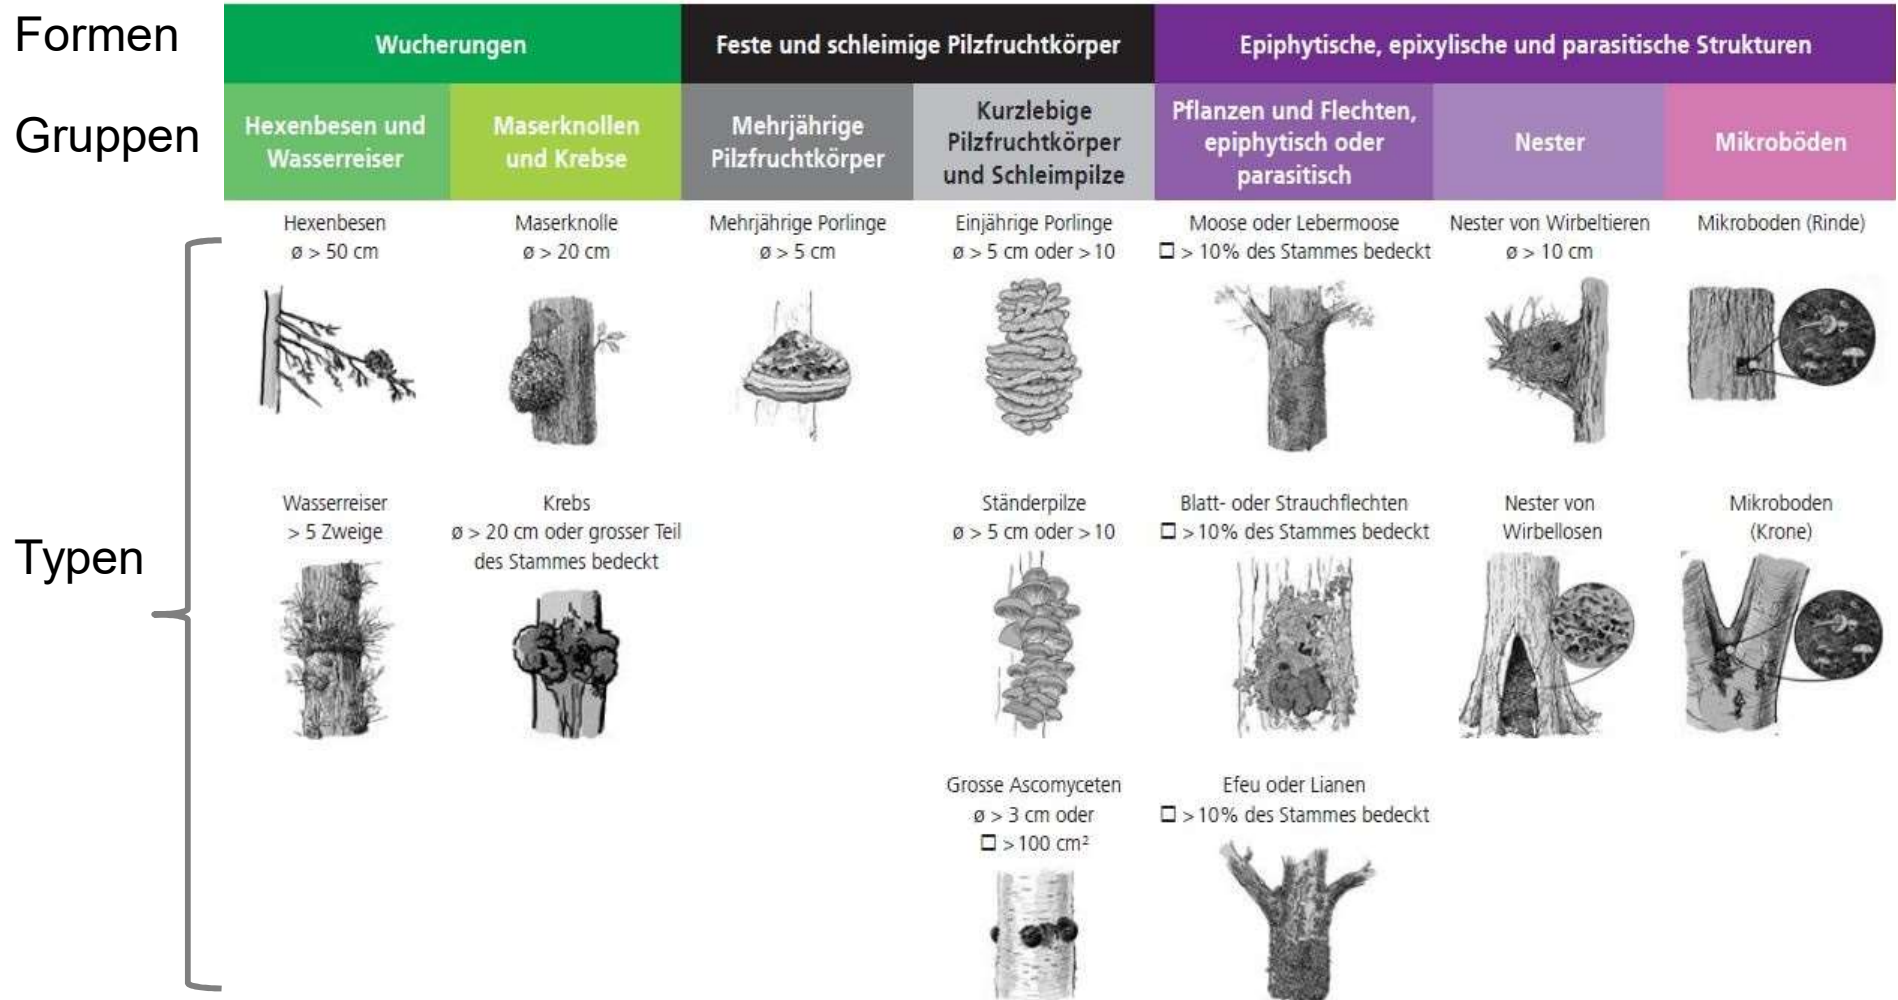 Formen
Wucherungen
Feste und schleimige Pilzfruchtkörper
Epiphytische, epixylische und parasitische Strukturen
Gruppen
Hexenbesen und
Wasserreiser
Maserknollen
und Krebse
Mehrjährige
Pilzfruchtkörper
Kurzlebige
Pilzfruchtkörper
und Schleimpilze
Pflanzen und Flechten,
epiphytisch oder
parasitisch
Nester
Mikroböden
Typen
Hexenbesen
ø > 50 cm
Maserknolle
ø > 20 cm
Mehrjährige Porlinge
ø > 5 cm
Einjährige Porlinge
ø > 5 cm oder >10
Moose oder Lebermoose
□ > 10% des Stammes bedeckt
Nester von Wirbeltieren
ø > 10 cm
Mikroboden (Rinde)
Wasserreiser
> 5 Zweige
Krebs
ø > 20 cm oder grosser Teil
des Stammes bedeckt
Ständerpilze
ø > 5 cm oder >10
Blatt- oder Strauchflechten
□ >10% des Stammes bedeckt
Nester von
Wirbellosen
Mikroboden
(Krone)
Grosse Ascomyceten
ø > 3 cm oder
□ >100 cm²
Efeu oder Lianen
□ >10% des Stammes bedeckt